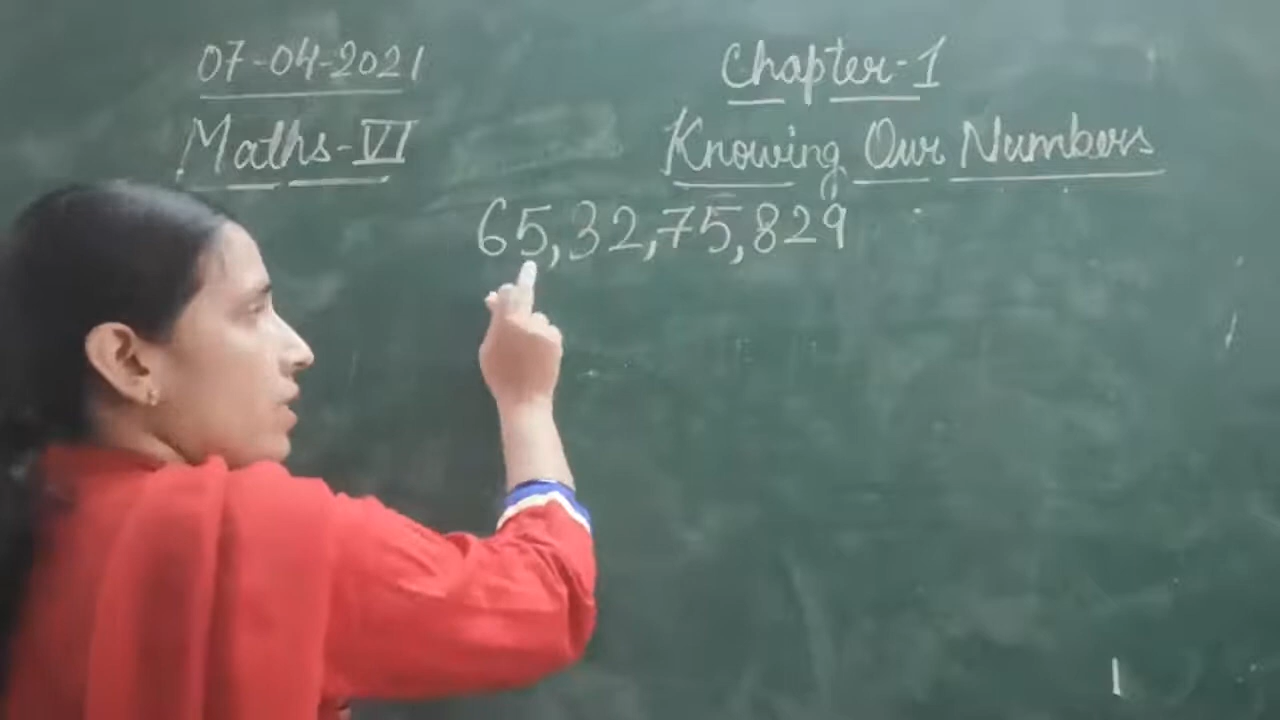 07-04-2021
Maths-VI
Chapter-1
Knowing Our Numbers
65,32,75,829